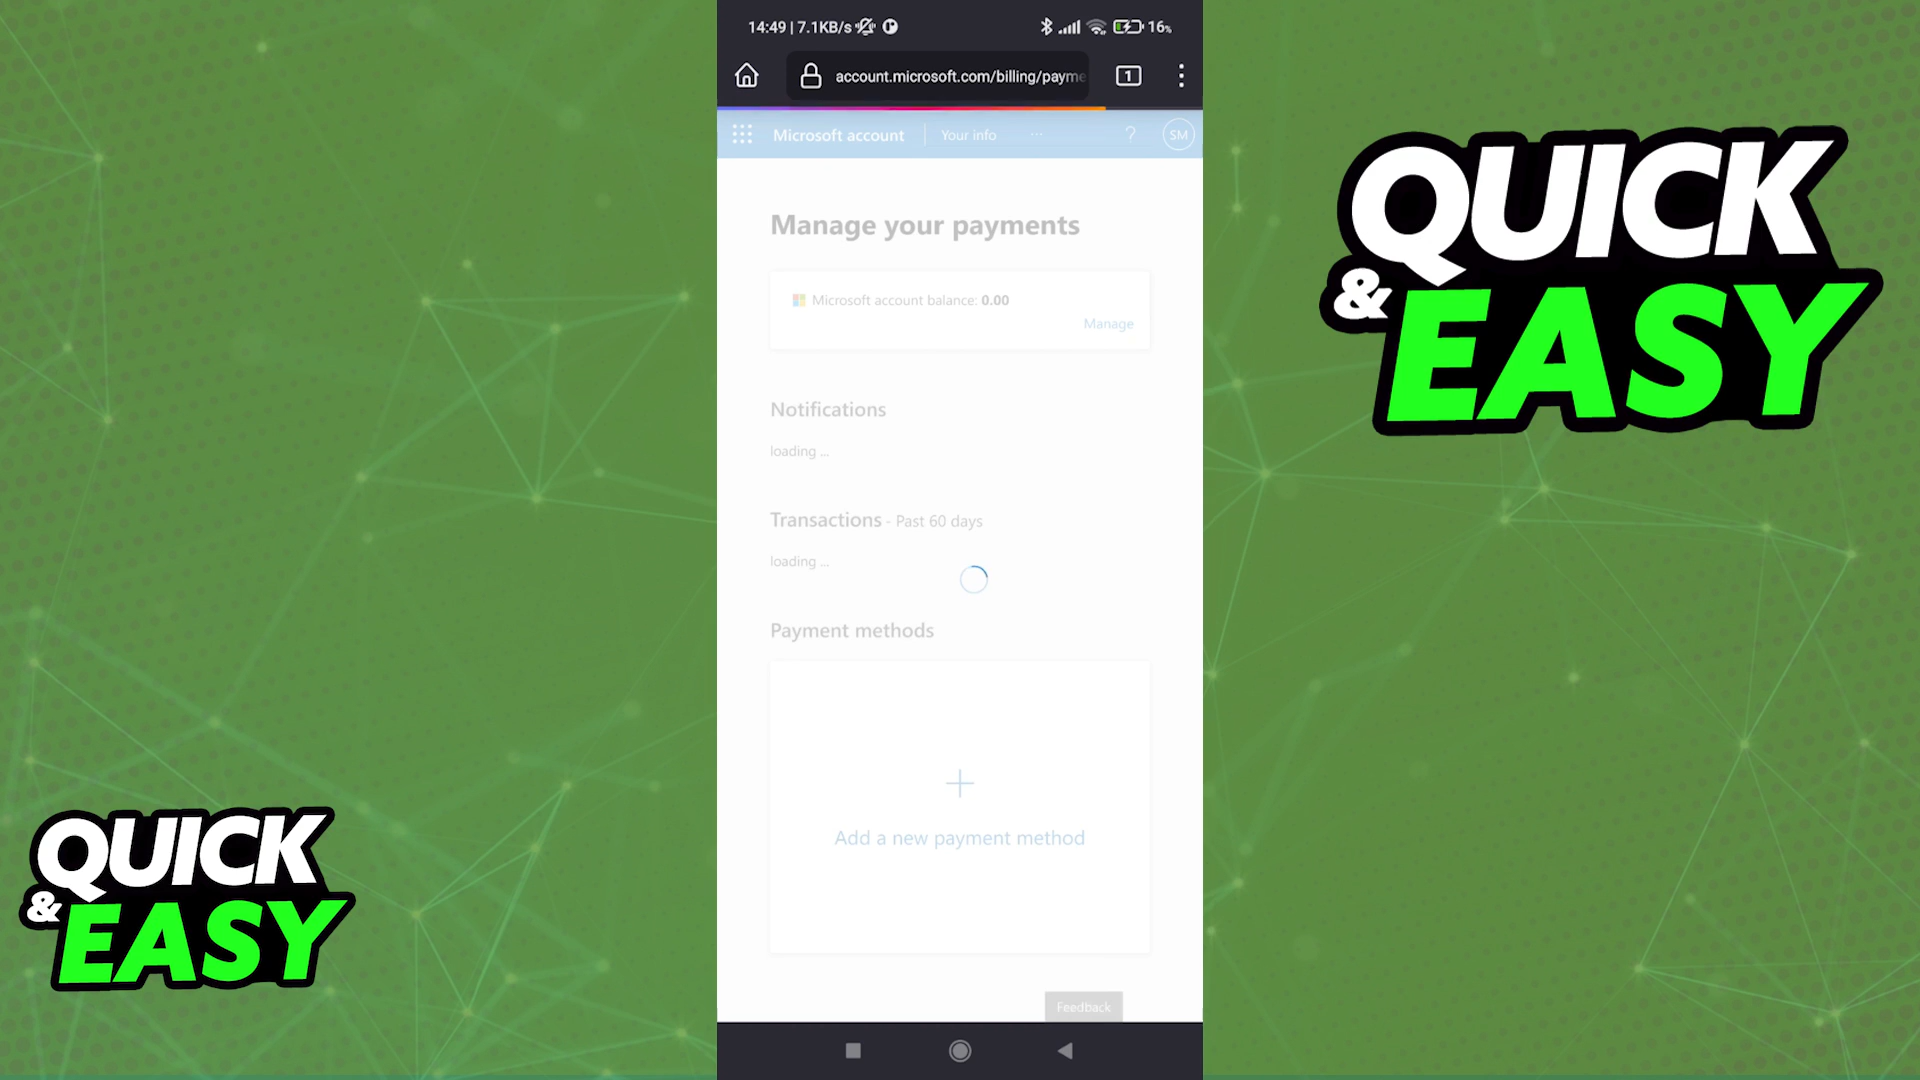 14:49 | 7.1KB/s
16%
account.microsoft.com/billing/payme
1
Microsoft account
Your info
...
?
SM
Manage your payments
Microsoft account balance: 0.00
Manage
Notifications
loading ...
Transactions - Past 60 days
loading ...
Payment methods
+
Add a new payment method
Feedback
QUICK
& EASY
QUICK
& EASY